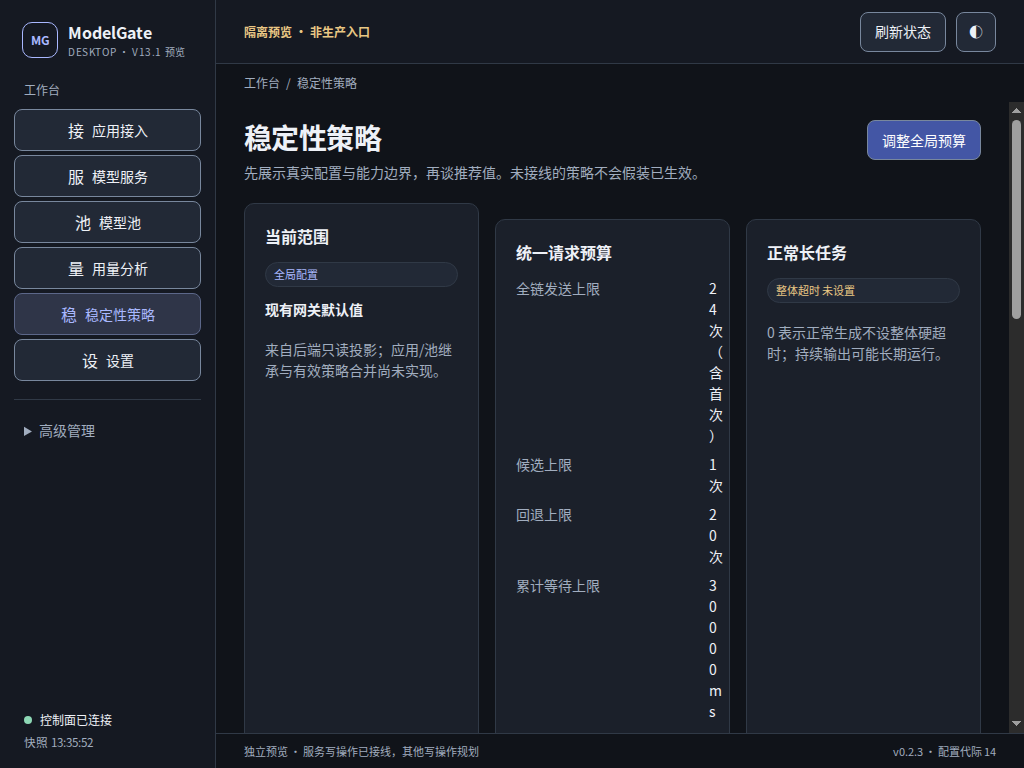 MG
ModelGate
DESKTOP · V13.1 预览
工作台
接 应用接入
服 模型服务
池 模型池
量 用量分析
稳 稳定性策略
设 设置
▶ 高级管理
控制面已连接
快照 13:35:52
隔离预览 · 非生产入口
刷新状态
工作台 / 稳定性策略
稳定性策略
先展示真实配置与能力边界，再谈推荐值。未接线的策略不会假装已生效。
调整全局预算
当前范围
全局配置
现有网关默认值
来自后端只读投影；应用/池继
承与有效策略合并尚未实现。
统一请求预算
全链发送上限
2
4
次
（
含
首
次
）
候选上限
1
次
回退上限
2
0
次
累计等待上限
3
0
0
0
0
m
s
正常长任务
整体超时 未设置
0 表示正常生成不设整体硬超
时；持续输出可能长期运行。
独立预览 · 服务写操作已接线，其他写操作规划
v0.2.3 · 配置代际 14